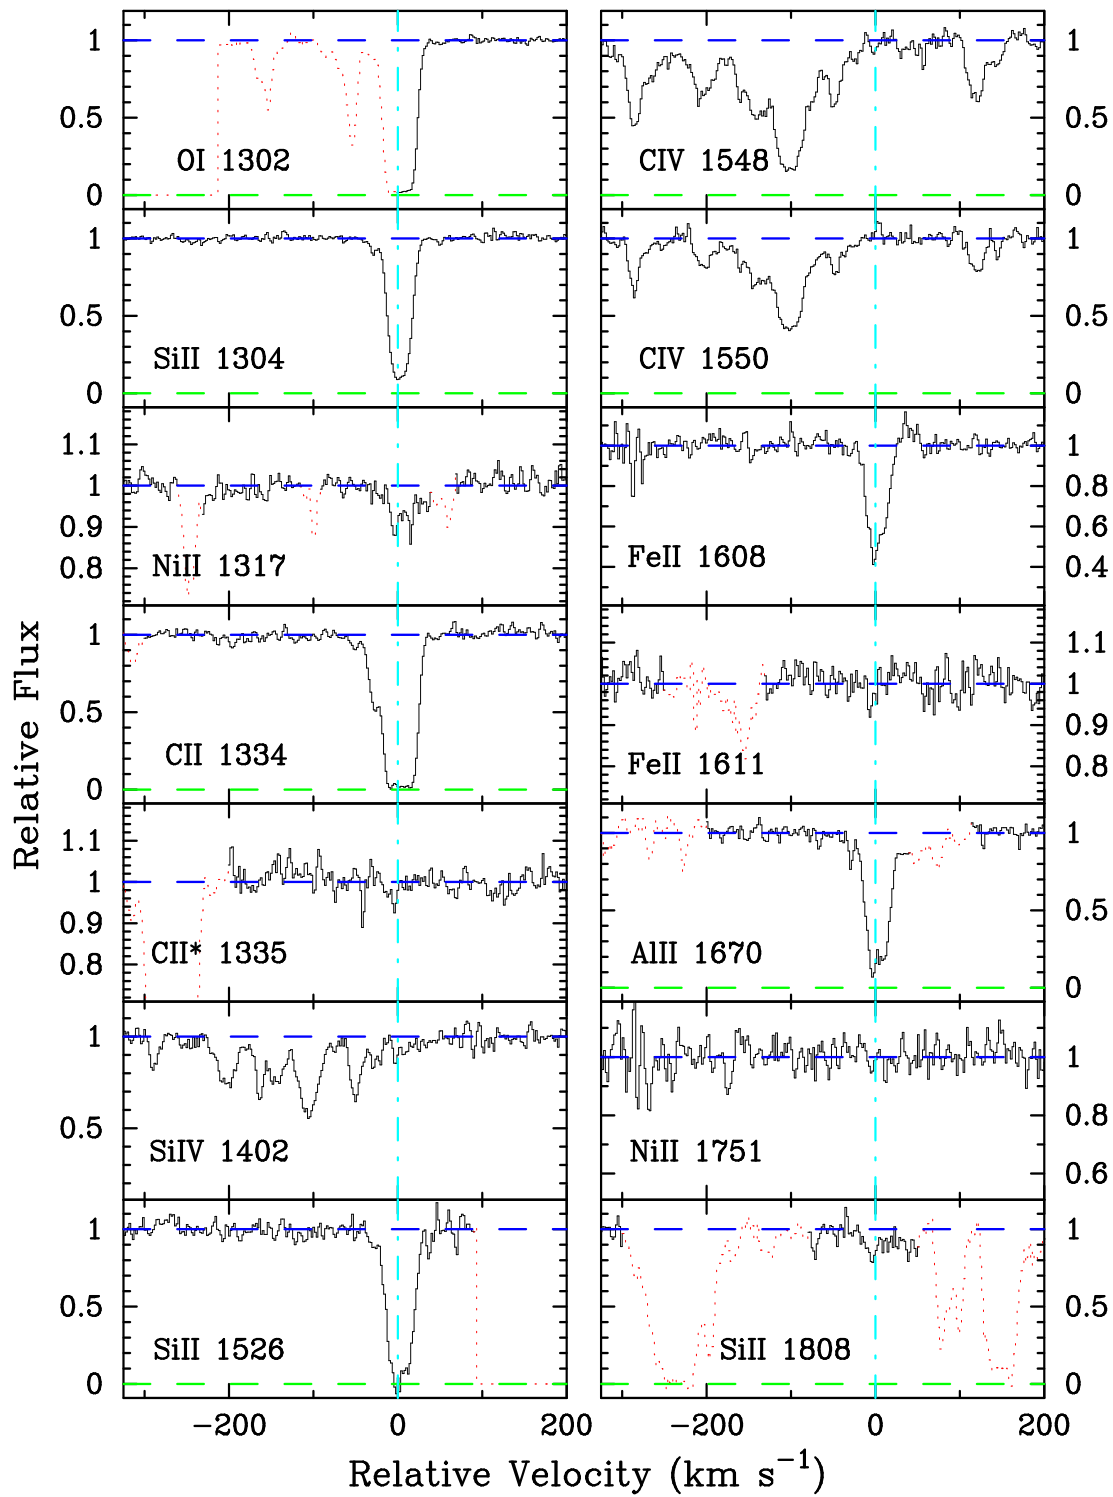 1
0.5
0
OI 1302
1
0.5
0
SiII 1304
1.1
1
0.9
0.8
NiII 1317
1
0.5
0
CII 1334
1.1
1
0.9
0.8
CII* 1335
1
0.5
SiIV 1402
1
0.5
0
SiII 1526
CIV 1548
1
0.5
0
CIV 1550
1
0.5
0
FeII 1608
1
0.8
0.6
0.4
FeII 1611
1.1
1
0.9
0.8
AlII 1670
1
0.5
0
NiII 1751
1
0.8
0.6
SiII 1808
1
0.5
0
-200 0 200
-200 0 200
Relative Flux
Relative Velocity (km s⁻¹)